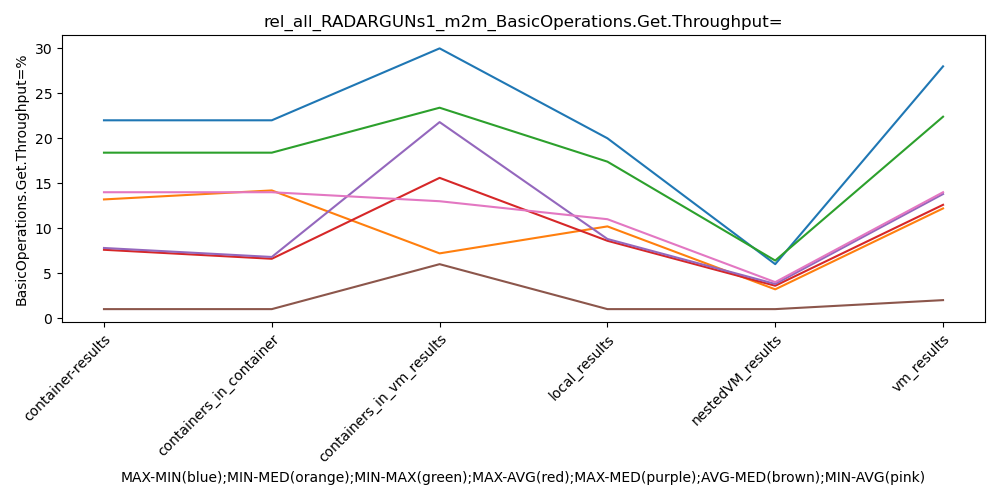 rel_all_RADARGUNs1_m2m_BasicOperations.Get.Throughput=
BasicOperations.Get.Throughput=%
30
25
20
15
10
5
0
container-results
containers_in_container
containers_in_vm_results
local_results
nestedVM_results
vm_results
MAX-MIN(blue);MIN-MED(orange);MIN-MAX(green);MAX-AVG(red);MAX-MED(purple);AVG-MED(brown);MIN-AVG(pink)